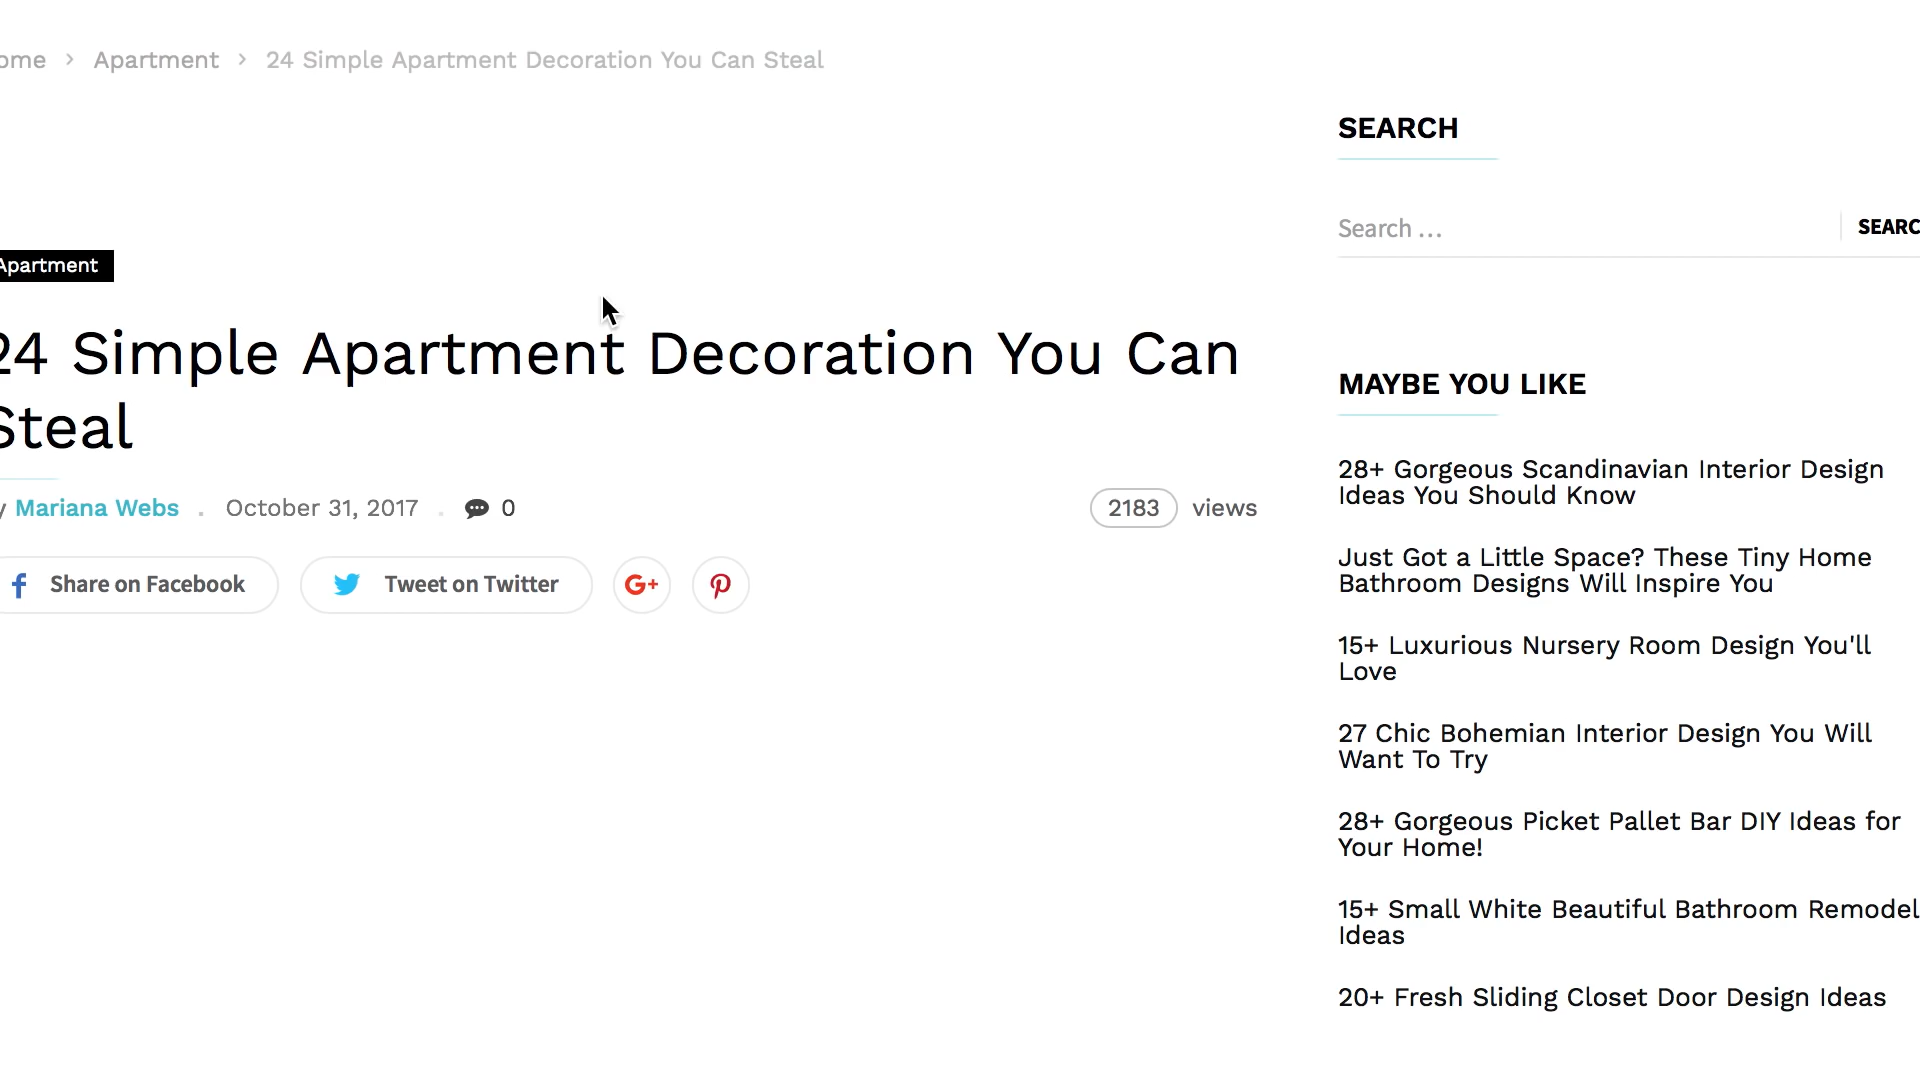 ome > Apartment > 24 Simple Apartment Decoration You Can Steal
SEARCH
Search ...
SEARC
Apartment
24 Simple Apartment Decoration You Can
Steal
y Mariana Webs . October 31, 2017 . 0
2183 views
Share on Facebook
Tweet on Twitter
G+
MAYBE YOU LIKE
28+ Gorgeous Scandinavian Interior Design
Ideas You Should Know
Just Got a Little Space? These Tiny Home
Bathroom Designs Will Inspire You
15+ Luxurious Nursery Room Design You'll
Love
27 Chic Bohemian Interior Design You Will
Want To Try
28+ Gorgeous Picket Pallet Bar DIY Ideas for
Your Home!
15+ Small White Beautiful Bathroom Remodel
Ideas
20+ Fresh Sliding Closet Door Design Ideas